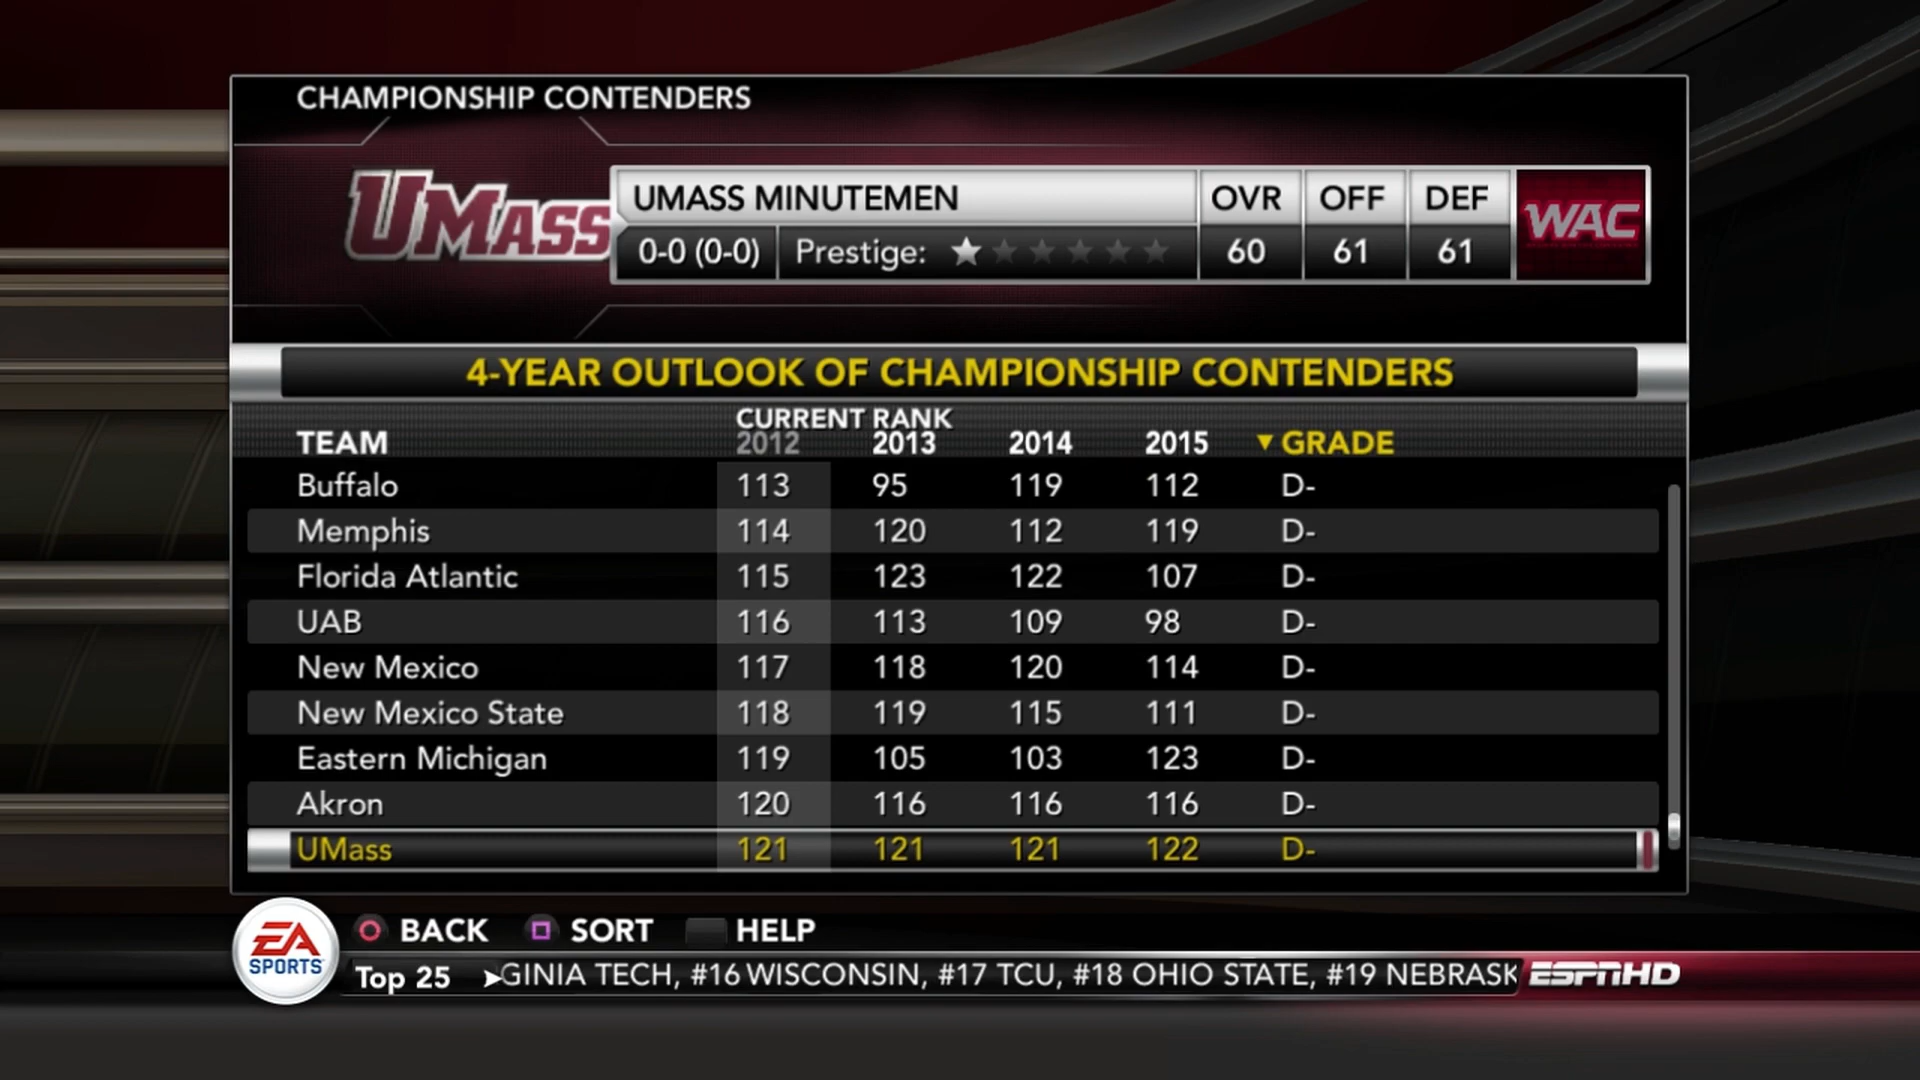 CHAMPIONSHIP CONTENDERS
UMASS
UMASS MINUTEMEN OVR OFF DEF
WAC
0-0 (0-0) Prestige: 60 61 61
4-YEAR OUTLOOK OF CHAMPIONSHIP CONTENDERS
CURRENT RANK
TEAM 2012 2013 2014 2015 ▼ GRADE
Buffalo 113 95 119 112 D-
Memphis 114 120 112 119 D-
Florida Atlantic 115 123 122 107 D-
UAB 116 113 109 98 D-
New Mexico 117 118 120 114 D-
New Mexico State 118 119 115 111 D-
Eastern Michigan 119 105 103 123 D-
Akron 120 116 116 116 D-
UMass 121 121 121 122 D-
BACK SORT HELP
EA SPORTS
Top 25 GINIA TECH, #16 WISCONSIN, #17 TCU, #18 OHIO STATE, #19 NEBRASK ESPNHD